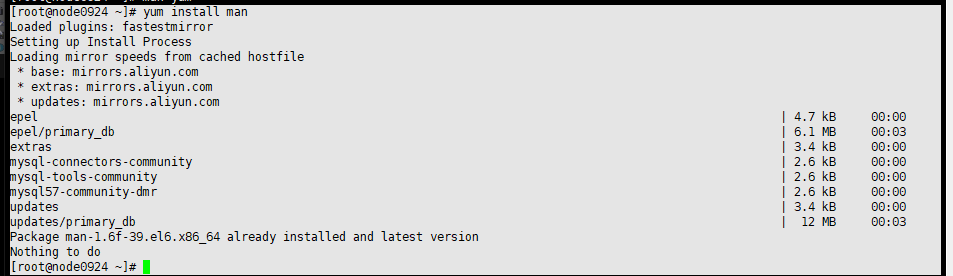 [root@node0924 ~]# yum install man
Loaded plugins: fastestmirror
Setting up Install Process
Loading mirror speeds from cached hostfile
 * base: mirrors.aliyun.com
 * extras: mirrors.aliyun.com
 * updates: mirrors.aliyun.com
epel | 4.7 kB 00:00
epel/primary_db | 6.1 MB 00:03
extras | 3.4 kB 00:00
mysql-connectors-community | 2.6 kB 00:00
mysql-tools-community | 2.6 kB 00:00
mysql57-community-dmr | 2.6 kB 00:00
updates | 3.4 kB 00:00
updates/primary_db | 12 MB 00:03
Package man-1.6f-39.el6.x86_64 already installed and latest version
Nothing to do
[root@node0924 ~]#